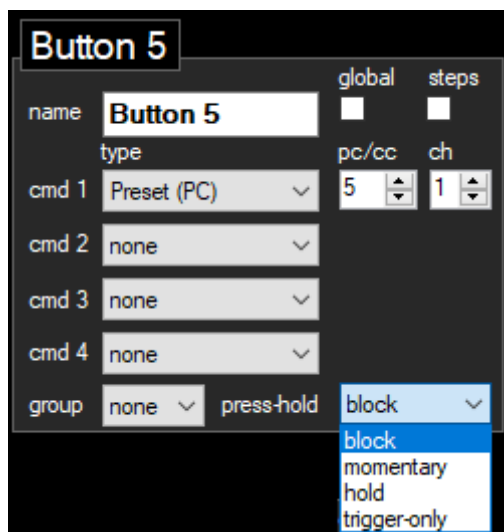 Button 5
global steps
name Button 5
type pc/cc ch
cmd 1 Preset (PC) 5 1
cmd 2 none
cmd 3 none
cmd 4 none
group none press-hold block
block
momentary
hold
trigger-only